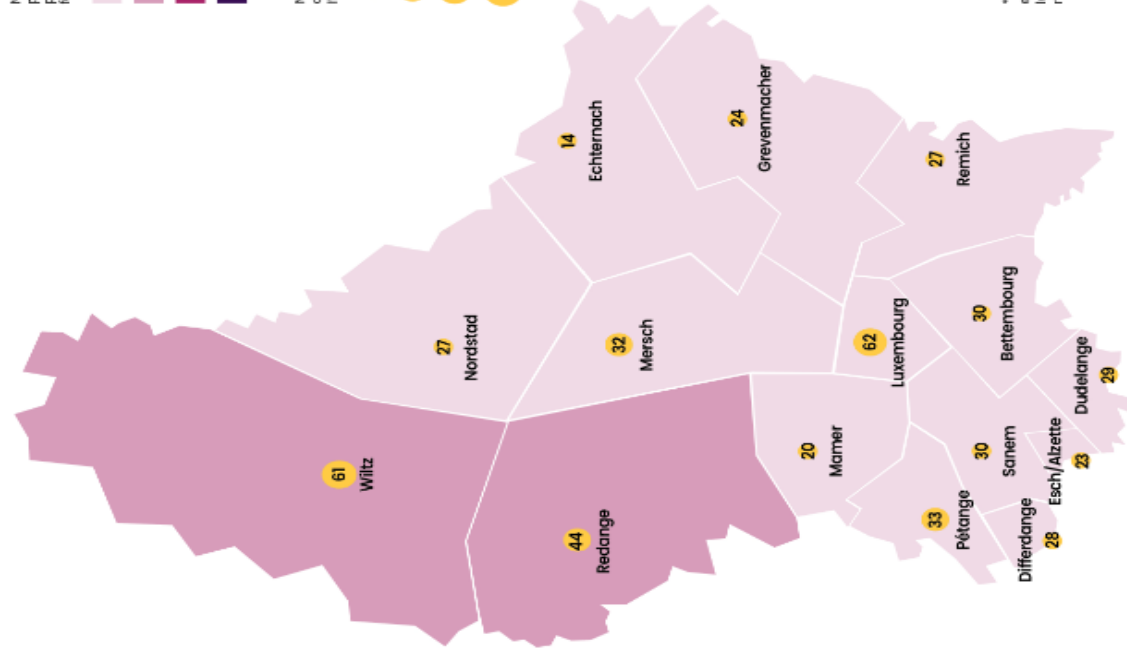 61
Wiltz
27
Nordstad
14
Echternach
44
Redange
32
Mersch
24
Grevenmacher
20
Mamer
62
Luxembourg
27
Remich
33
Pétange
30
Sanem
30
Bettembourg
Differdange
28
Esch/Alzette
23
Dudelange
29